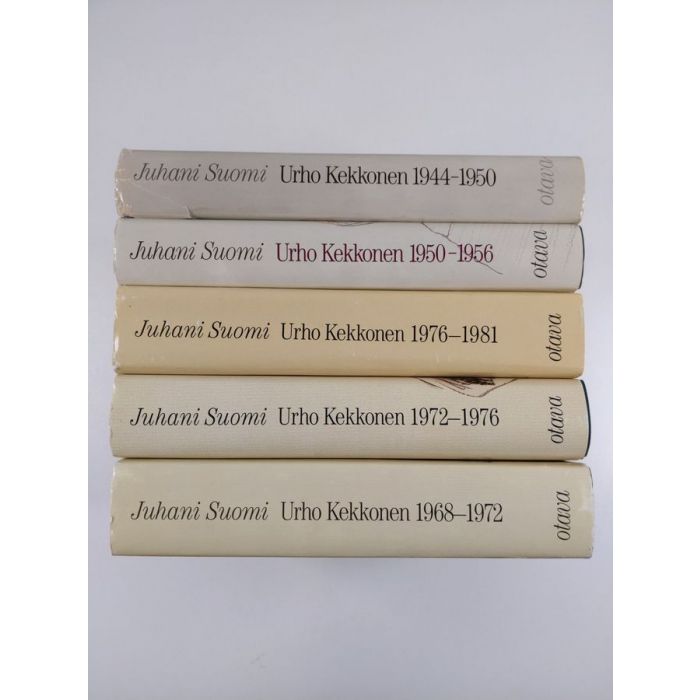 Juhani Suomi Urho Kekkonen 1944-1950 otava
Juhani Suomi Urho Kekkonen 1950-1956 otava
Juhani Suomi Urho Kekkonen 1976–1981 otava
Juhani Suomi Urho Kekkonen 1972–1976 otava
Juhani Suomi Urho Kekkonen 1968–1972 otava